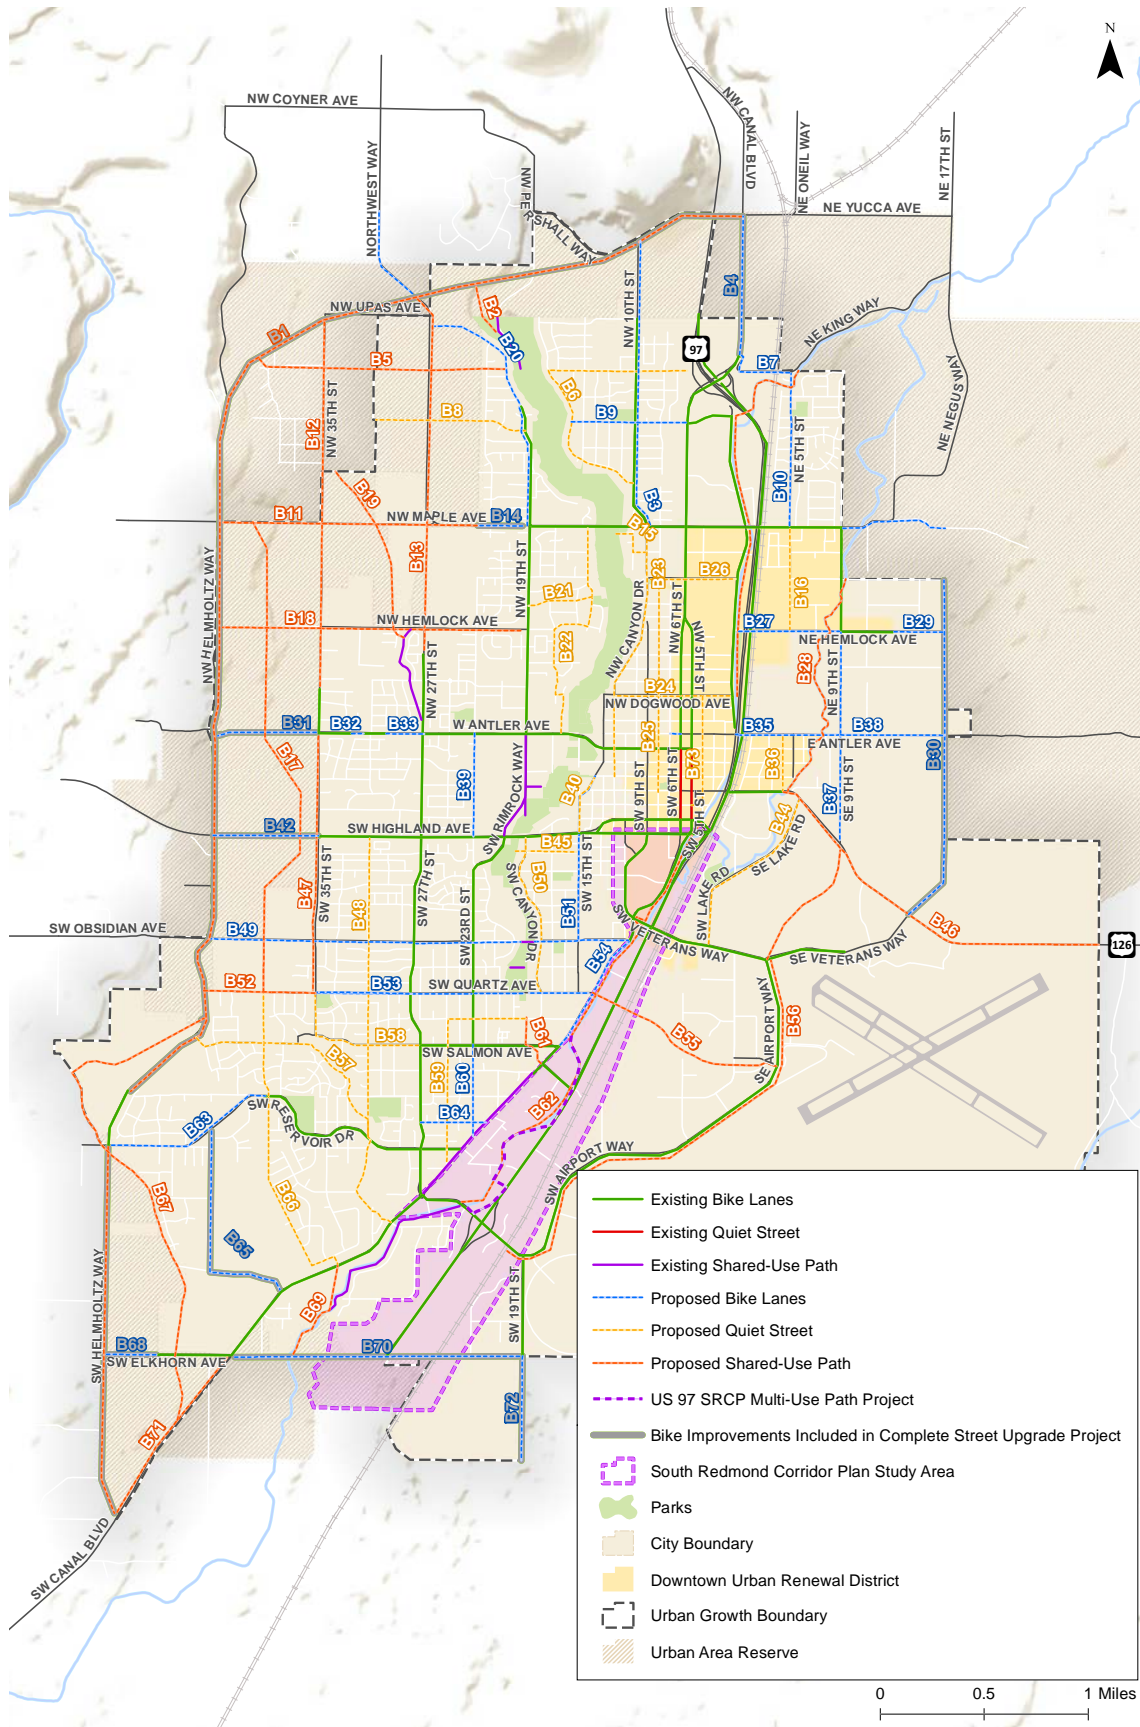 N
NW COYNER AVE
NW CANAL BLVD
NE ONEIL WAY
NE 17TH ST
NORTHWEST WAY
NW PERSHALL WAY
NE YUCCA AVE
B4
NW 10TH ST
B2
NW UPAS AVE
NE KING WAY
B1
B20
97
B5
B7
B6
NE NEGUS WAY
NW 35TH ST
B8
B9
B12
NE 5TH ST
B19
B10
B3
B11
NW MAPLE AVE
B14
B15
B13
B23
B26
NW HELMHOLTZ WAY
NW 19TH ST
B21
B16
NW CANYON DR
NW 6TH ST
B18
NW HEMLOCK AVE
B27
B29
NE HEMLOCK AVE
B22
NW 5TH ST
B28
NW 27TH ST
NE 9TH ST
B24
NW DOGWOOD AVE
B31
B32
B33
W ANTLER AVE
B25
B35
B38
E ANTLER AVE
B17
B73
B36
B30
SW RIMROCK WAY
B39
B40
SW 9TH ST
SW 6TH ST
B37
SE 9TH ST
B42
SW HIGHLAND AVE
SW 5TH ST
B44
B45
SE LAKE RD
SW 35TH ST
SW 27TH ST
B47
B50
SW 15TH ST
SW CANYON DR
SW LAKE RD
B48
SW 23RD ST
B51
SW OBSIDIAN AVE
B49
SW VETERANS WAY
B46
126
B54
SE VETERANS WAY
B52
B53
SW QUARTZ AVE
SE AIRPORT WAY
B56
B58
B61
B55
SW SALMON AVE
B57
B59
B60
B62
SW RESERVOIR DR
B63
B64
SW AIRPORT WAY
B67
B66
B65
SW HELMHOLTZ WAY
B69
SW 19TH ST
B68
B70
SW ELKHORN AVE
B72
B71
SW CANAL BLVD
Existing Bike Lanes
Existing Quiet Street
Existing Shared-Use Path
Proposed Bike Lanes
Proposed Quiet Street
Proposed Shared-Use Path
US 97 SRCP Multi-Use Path Project
Bike Improvements Included in Complete Street Upgrade Project
South Redmond Corridor Plan Study Area
Parks
City Boundary
Downtown Urban Renewal District
Urban Growth Boundary
Urban Area Reserve
0 0.5 1 Miles